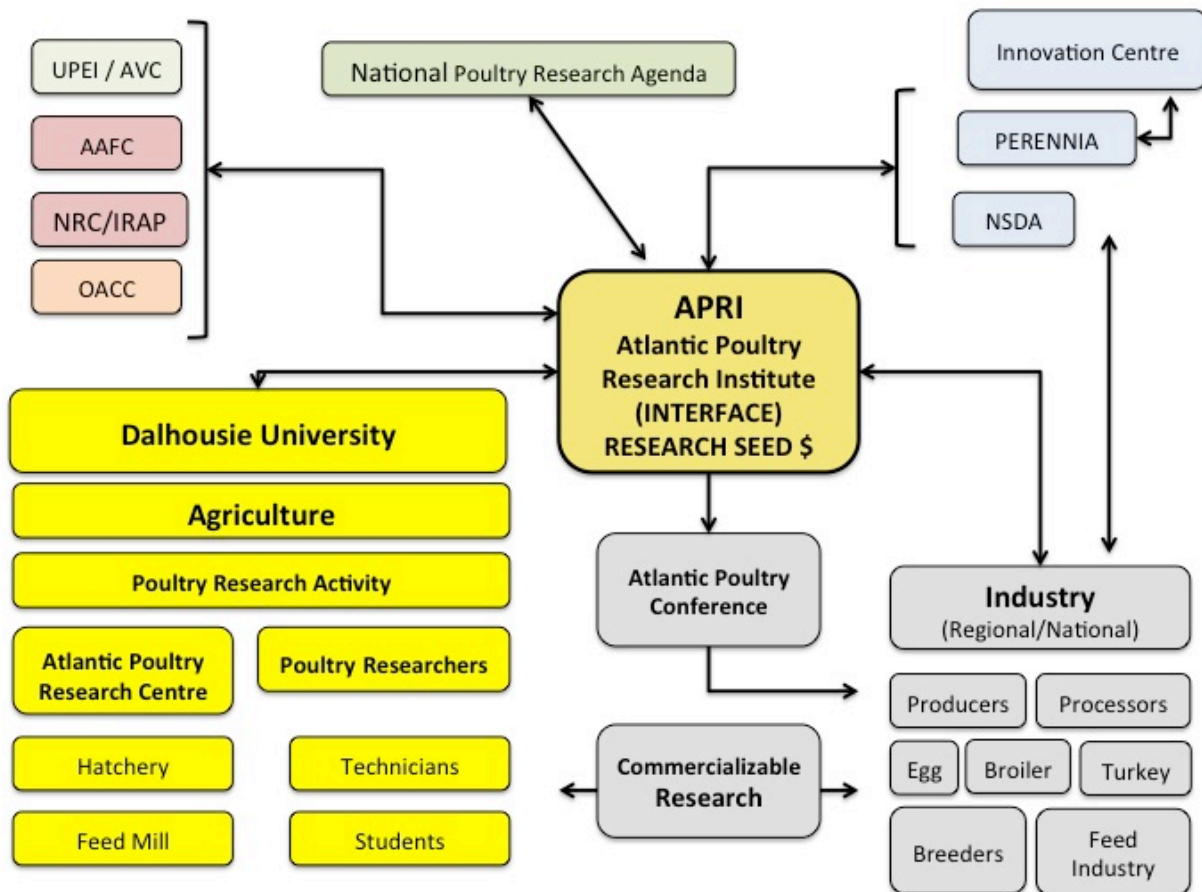 UPEI / AVC
AAFC
NRC/IRAP
OACC
National Poultry Research Agenda
Innovation Centre
PERENNIA
NSDA
APRI
Atlantic Poultry
Research Institute
(INTERFACE)
RESEARCH SEED $
Dalhousie University
Agriculture
Poultry Research Activity
Atlantic Poultry
Research Centre
Poultry Researchers
Hatchery
Technicians
Feed Mill
Students
Atlantic Poultry
Conference
Commercializable
Research
Industry
(Regional/National)
Producers
Processors
Egg
Broiler
Turkey
Breeders
Feed
Industry